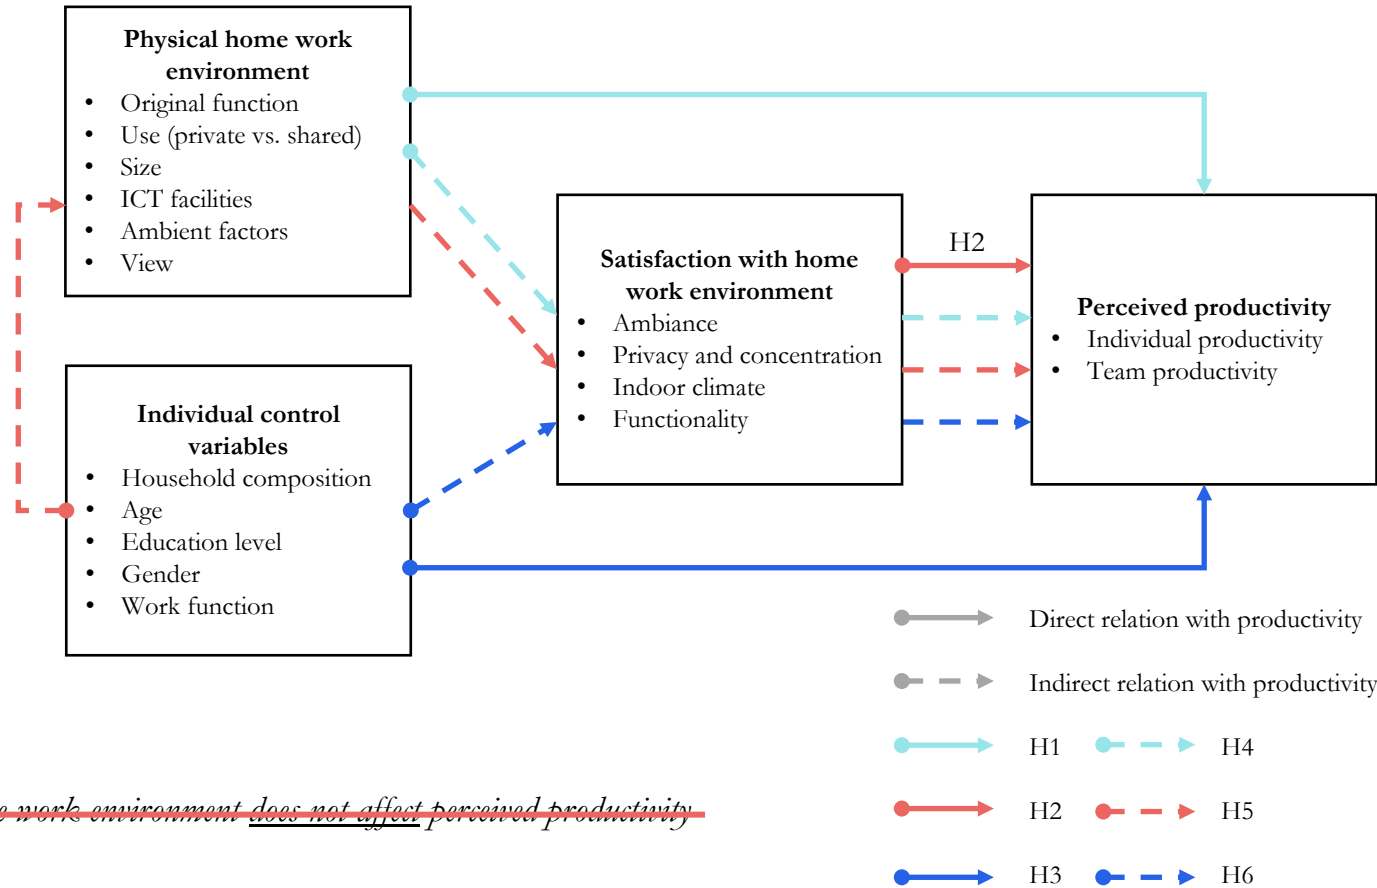 Physical home work
environment
• Original function
• Use (private vs. shared)
• Size
• ICT facilities
• Ambient factors
• View
Individual control
variables
• Household composition
• Age
• Education level
• Gender
• Work function
Satisfaction with home
work environment
• Ambiance
• Privacy and concentration
• Indoor climate
• Functionality
H2
Perceived productivity
• Individual productivity
• Team productivity
Direct relation with productivity
Indirect relation with productivity
H1 H4
H2 H5
H3 H6
work environment does not affect perceived productivity